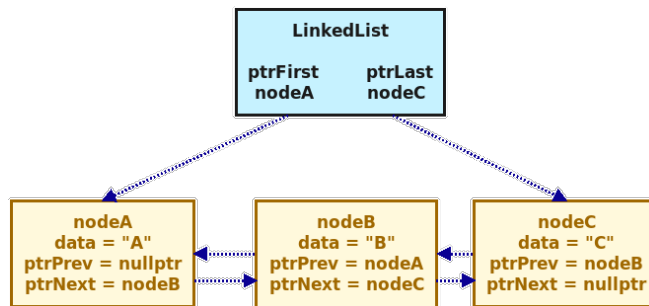 LinkedList
ptrFirst ptrLast
nodeA nodeC
nodeA
data = "A"
ptrPrev = nullptr
ptrNext = nodeB
nodeB
data = "B"
ptrPrev = nodeA
ptrNext = nodeC
nodeC
data = "C"
ptrPrev = nodeB
ptrNext = nullptr